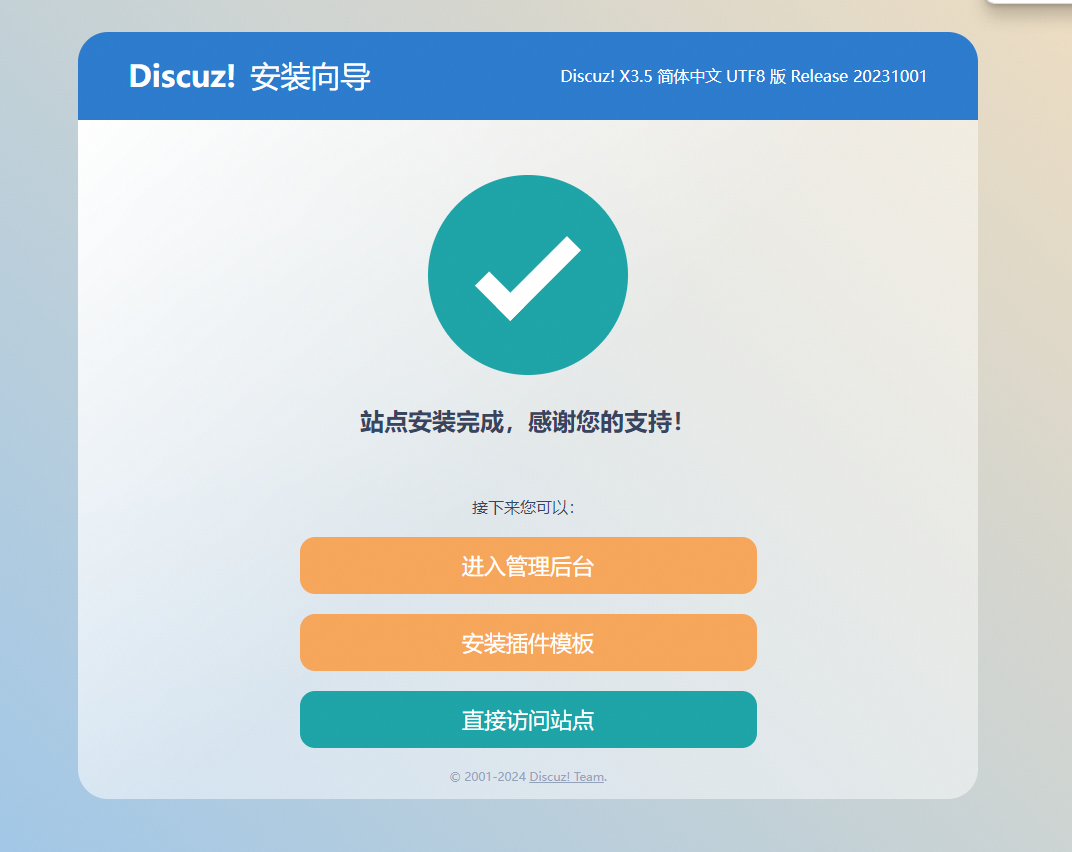 Discuz! 安装向导
Discuz! X3.5 简体中文 UTF8 版 Release 20231001
站点安装完成，感谢您的支持！
接下来您可以：
进入管理后台
安装插件模板
直接访问站点
© 2001-2024 Discuz! Team.